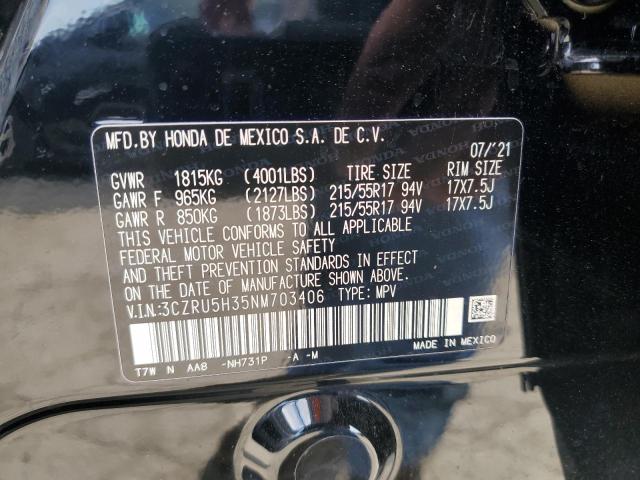 MFD.BY HONDA DE MEXICO S.A. DE C.V. 07/'21
GVWR 1815KG (4001LBS) TIRE SIZE RIM SIZE
GAWR F 965KG (2127LBS) 215/55R17 94V 17X7.5J
GAWR R 850KG (1873LBS) 215/55R17 94V 17X7.5J
THIS VEHICLE CONFORMS TO ALL APPLICABLE
FEDERAL MOTOR VEHICLE SAFETY
AND THEFT PREVENTION STANDARDS IN EFFECT
ON THE DATE OF MANUFACTURE SHOWN ABOVE.
V.I.N:3CZRU5H35NM703406 TYPE: MPV
MADE IN MEXICO
T7W N AA8 -NH731P -A -M